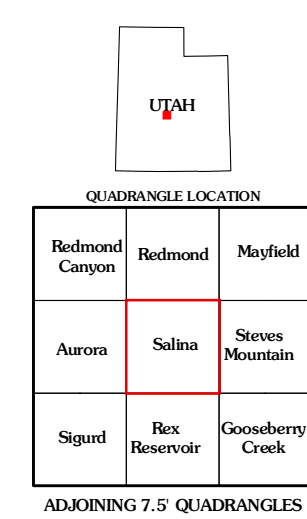 UTAH
QUADRANGLE LOCATION
Redmond
Canyon
Redmond
Mayfield
Aurora
Salina
Steves
Mountain
Sigurd
Rex
Reservoir
Gooseberry
Creek
ADJOINING 7.5' QUADRANGLES